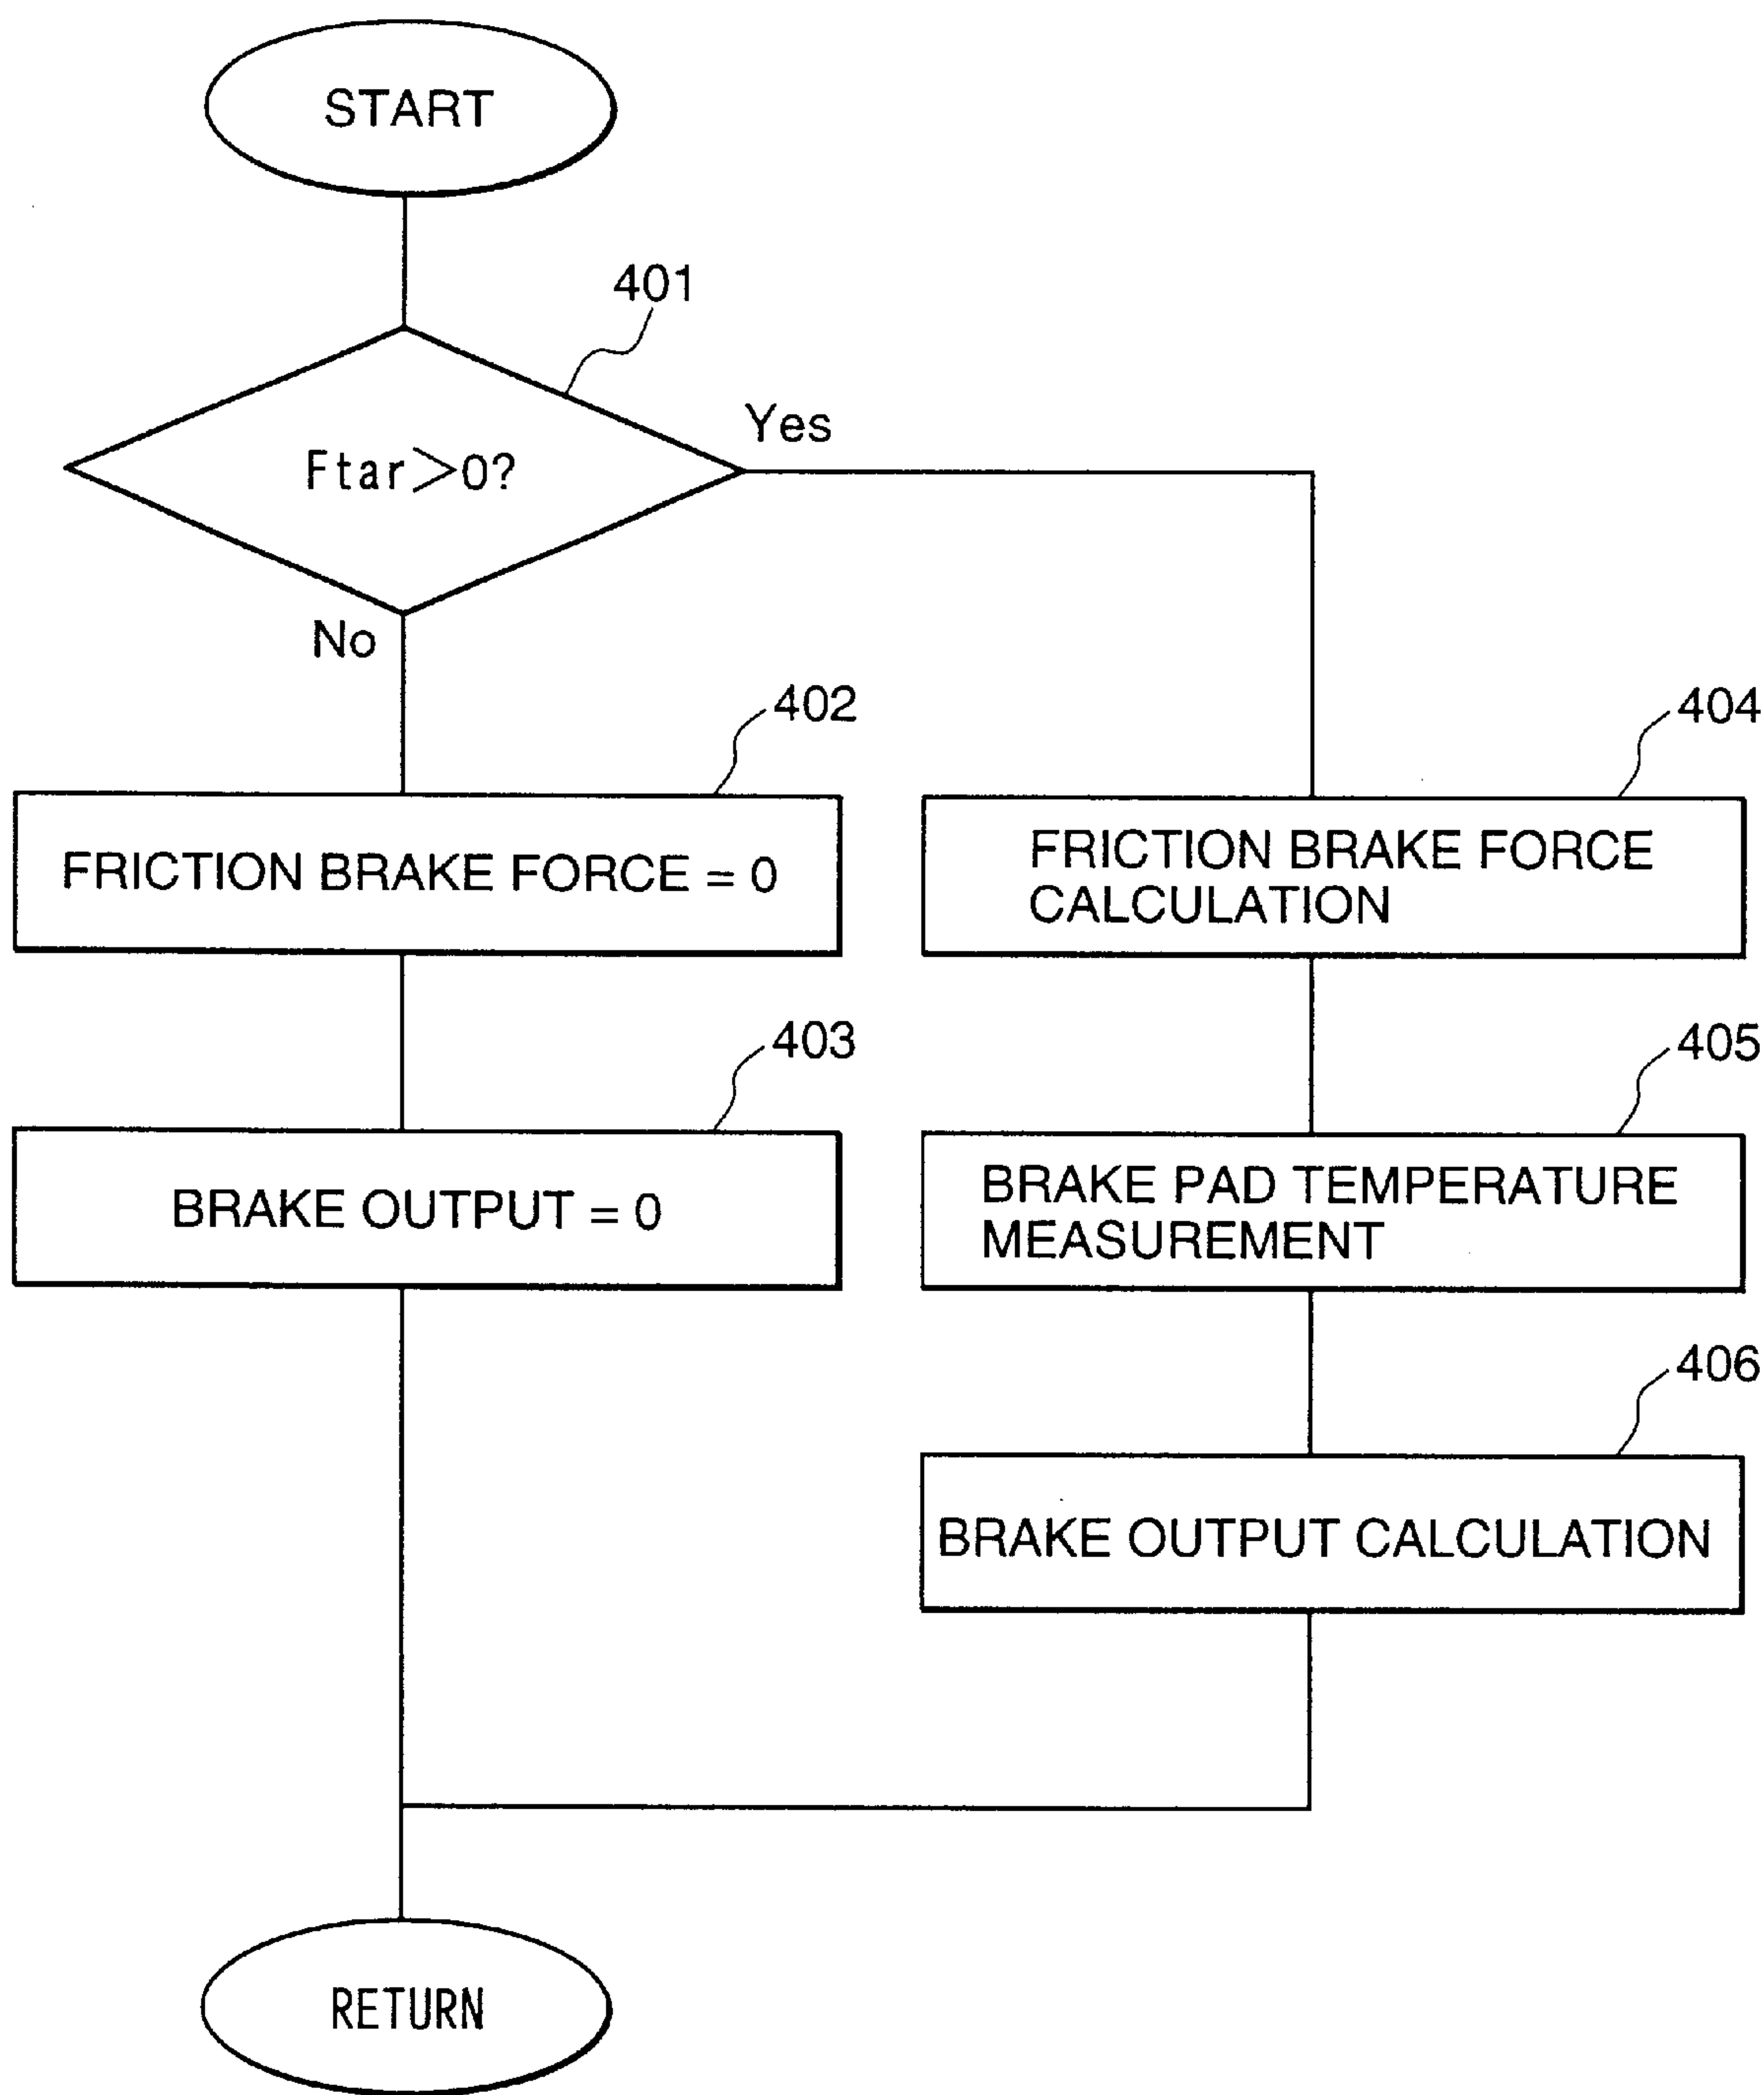 START
401
Ftar>0?
Yes
No
402
FRICTION BRAKE FORCE = 0
403
BRAKE OUTPUT = 0
404
FRICTION BRAKE FORCE
CALCULATION
405
BRAKE PAD TEMPERATURE
MEASUREMENT
406
BRAKE OUTPUT CALCULATION
RETURN